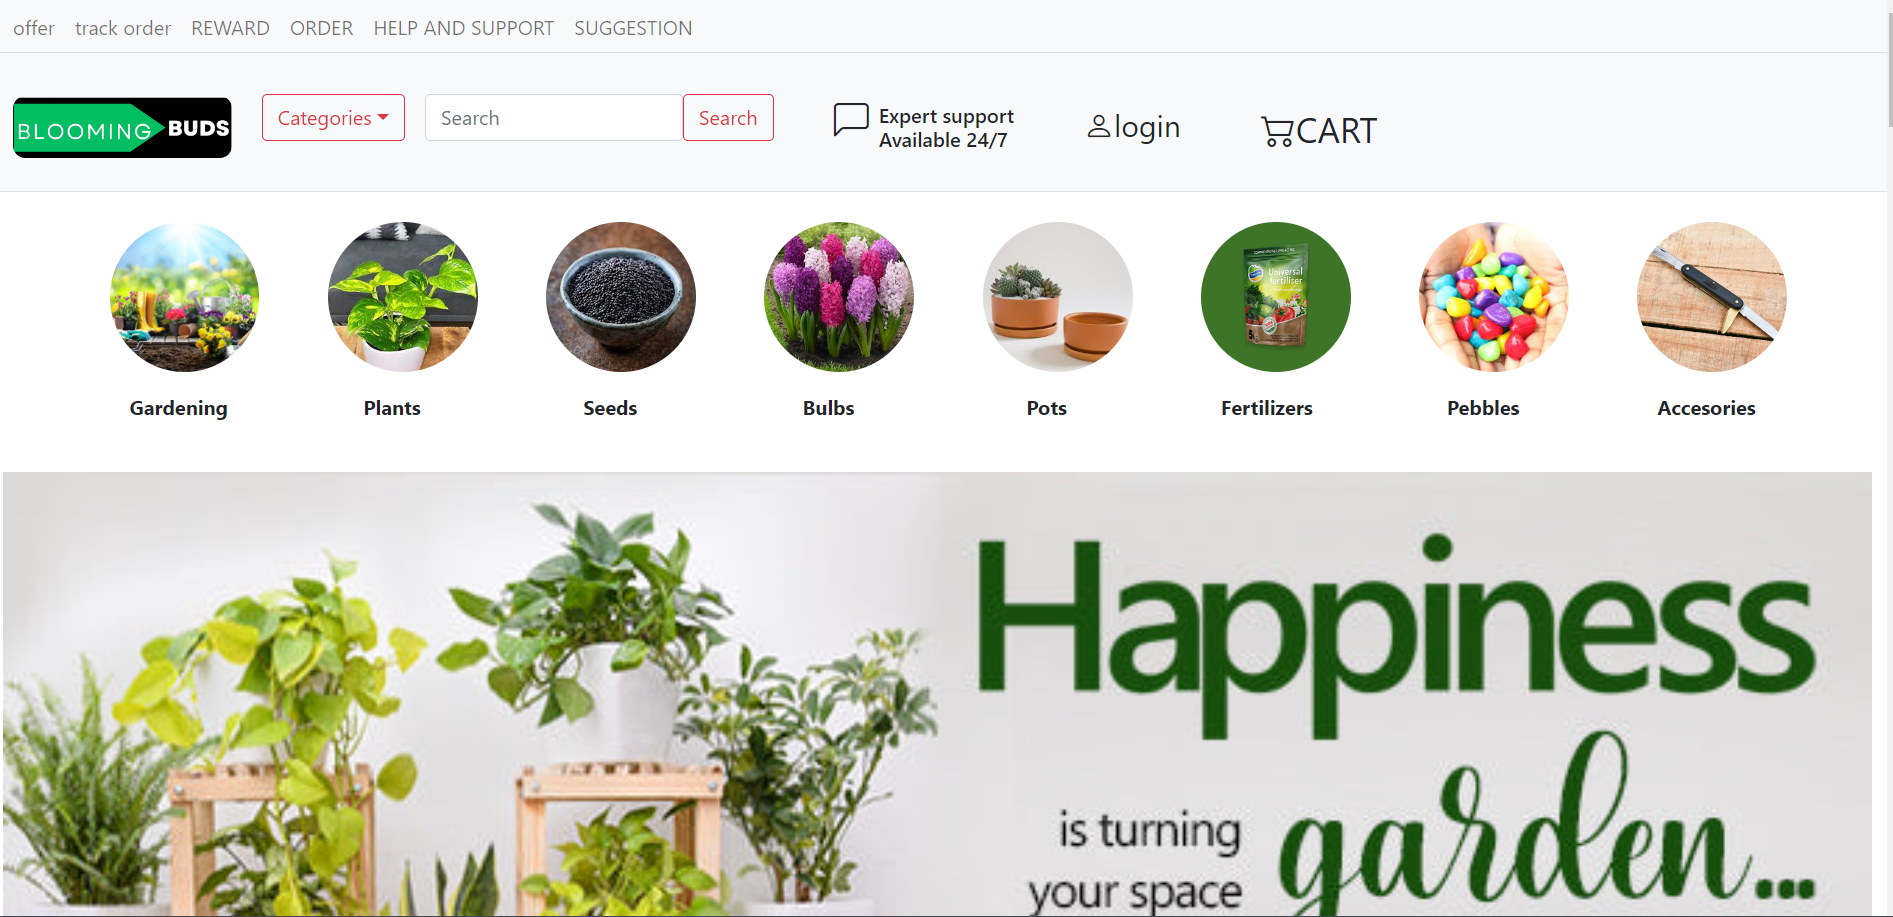 offer track order REWARD ORDER HELP AND SUPPORT SUGGESTION
BLOOMING BUDS
Categories Search Search
Expert support
Available 24/7
login
CART
Universal
fertiliser
Gardening Plants Seeds Bulbs Pots Fertilizers Pebbles Accesories
Happiness
is turning
your space
garden...